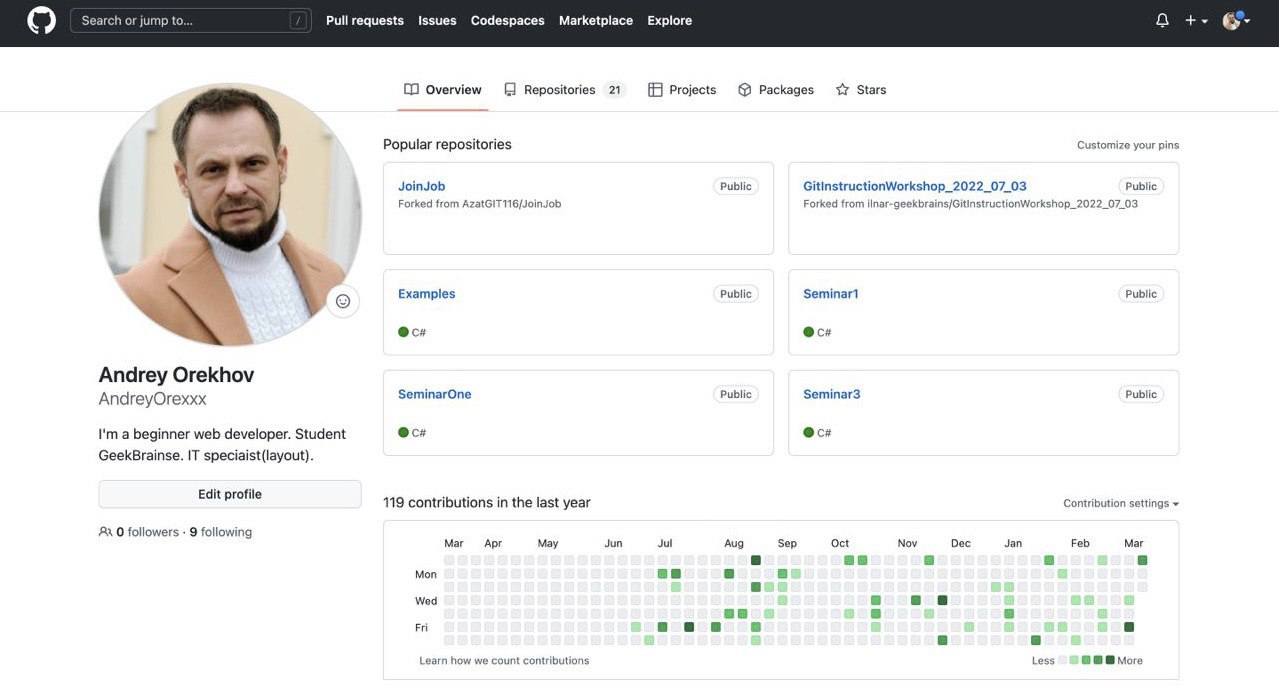 Search or jump to... /
Pull requests Issues Codespaces Marketplace Explore
Overview Repositories 21 Projects Packages Stars
Andrey Orekhov
AndreyOrexxx
I'm a beginner web developer. Student
GeekBrainse. IT speciaist(layout).
Edit profile
0 followers · 9 following
Popular repositories
Customize your pins
JoinJob Public
Forked from AzatGIT116/JoinJob
GitInstructionWorkshop_2022_07_03 Public
Forked from ilnar-geekbrains/GitInstructionWorkshop_2022_07_03
Examples Public
C#
Seminar1 Public
C#
SeminarOne Public
C#
Seminar3 Public
C#
119 contributions in the last year
Contribution settings
Mar Apr May Jun Jul Aug Sep Oct Nov Dec Jan Feb Mar
Mon
Wed
Fri
Learn how we count contributions
Less More